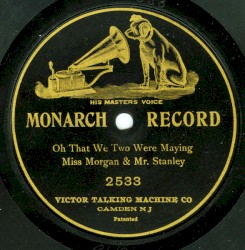 HIS MASTERS VOICE
MONARCH RECORD
Oh That We Two Were Maying
Miss Morgan & Mr. Stanley
2533
VICTOR TALKING MACHINE CO
CAMDEN N J
Patented